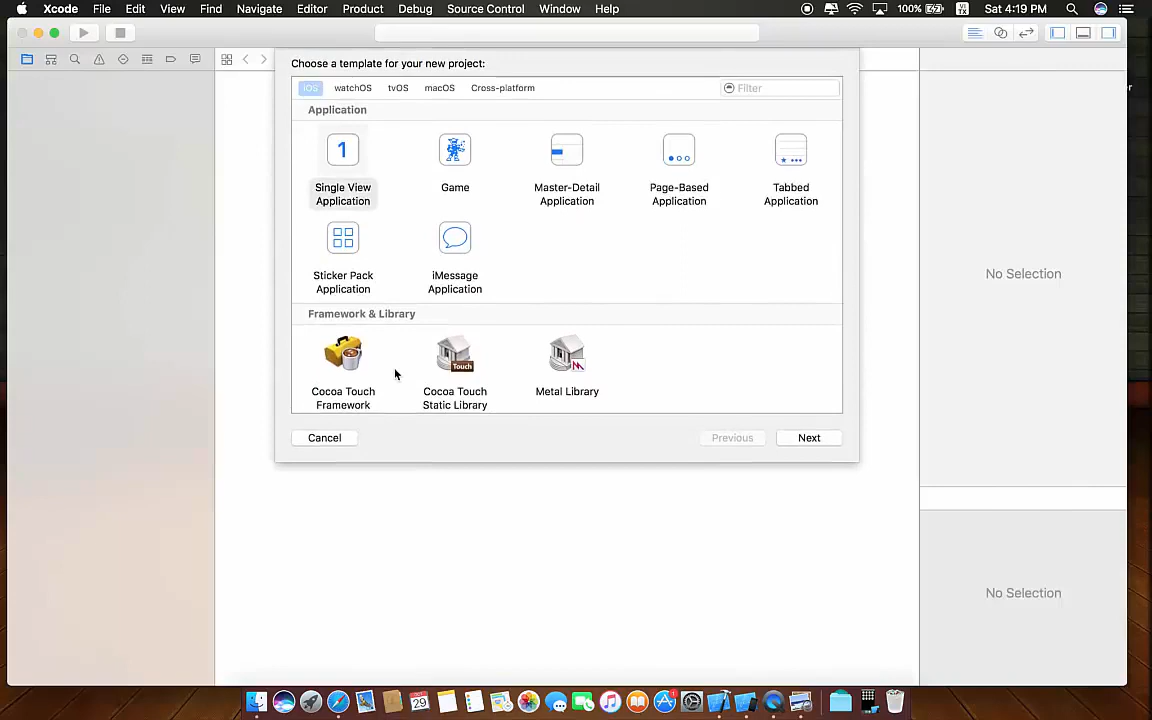 Xcode File Edit View Find Navigate Editor Product Debug Source Control Window Help 100% VI TX Sat 4:19 PM
Choose a template for your new project:
iOS watchOS tvOS macOS Cross-platform Filter
Application
1
Single View Application
Game
Master-Detail Application
Page-Based Application
Tabbed Application
Sticker Pack Application
iMessage Application
Framework & Library
Cocoa Touch Framework
Touch
Cocoa Touch Static Library
Metal Library
Cancel Previous Next
No Selection
No Selection
29